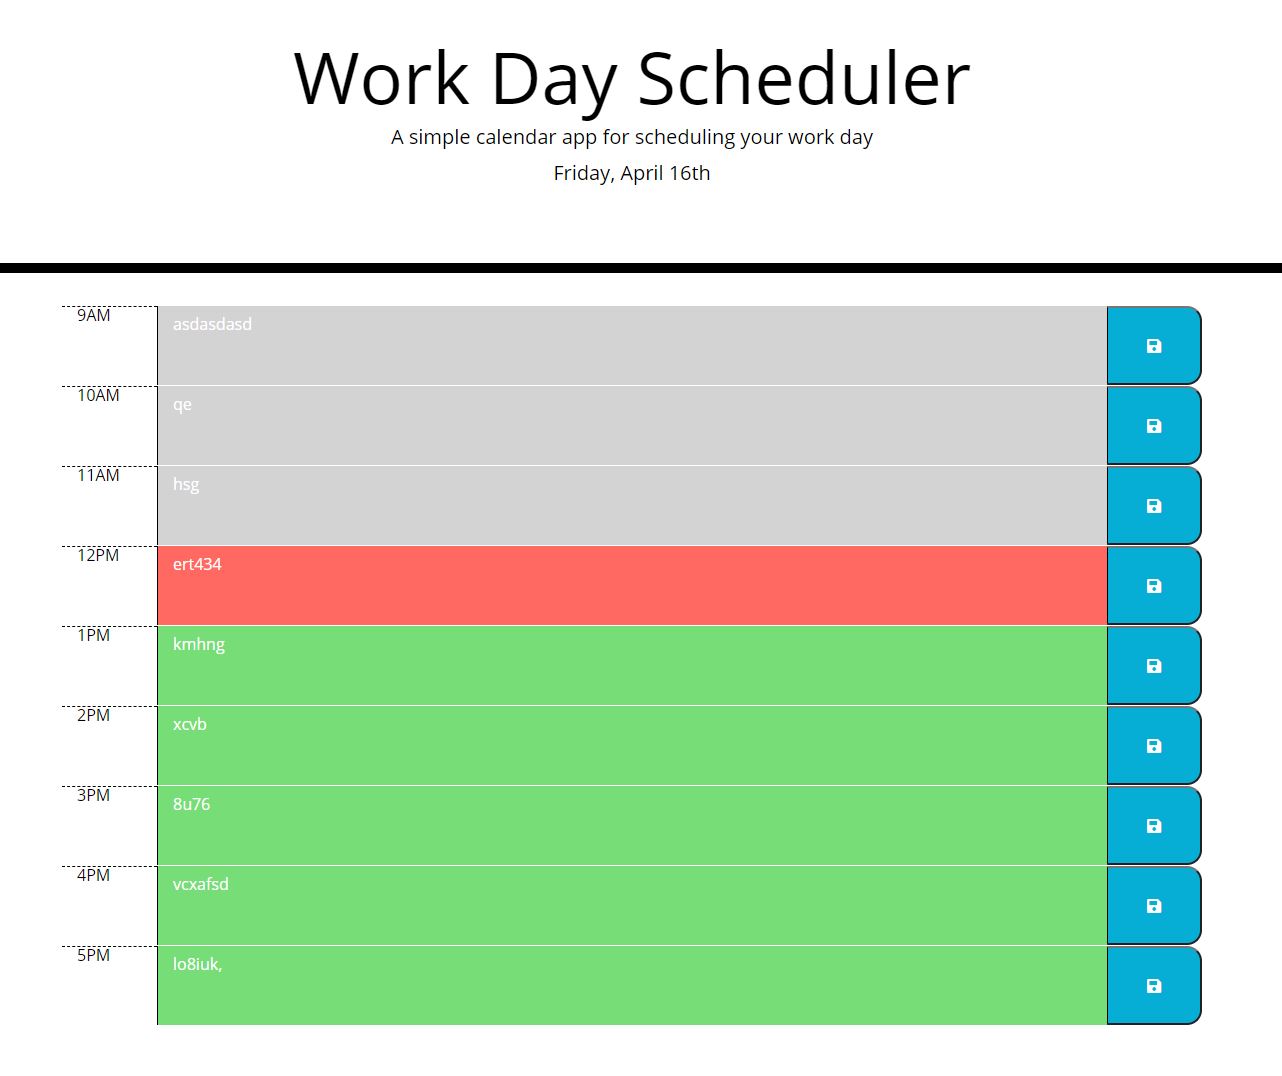 Work Day Scheduler
A simple calendar app for scheduling your work day
Friday, April 16th
9AM asdasdasd
10AM qe
11AM hsg
12PM ert434
1PM kmhng
2PM xcvb
3PM 8u76
4PM vcxafsd
5PM lo8iuk,